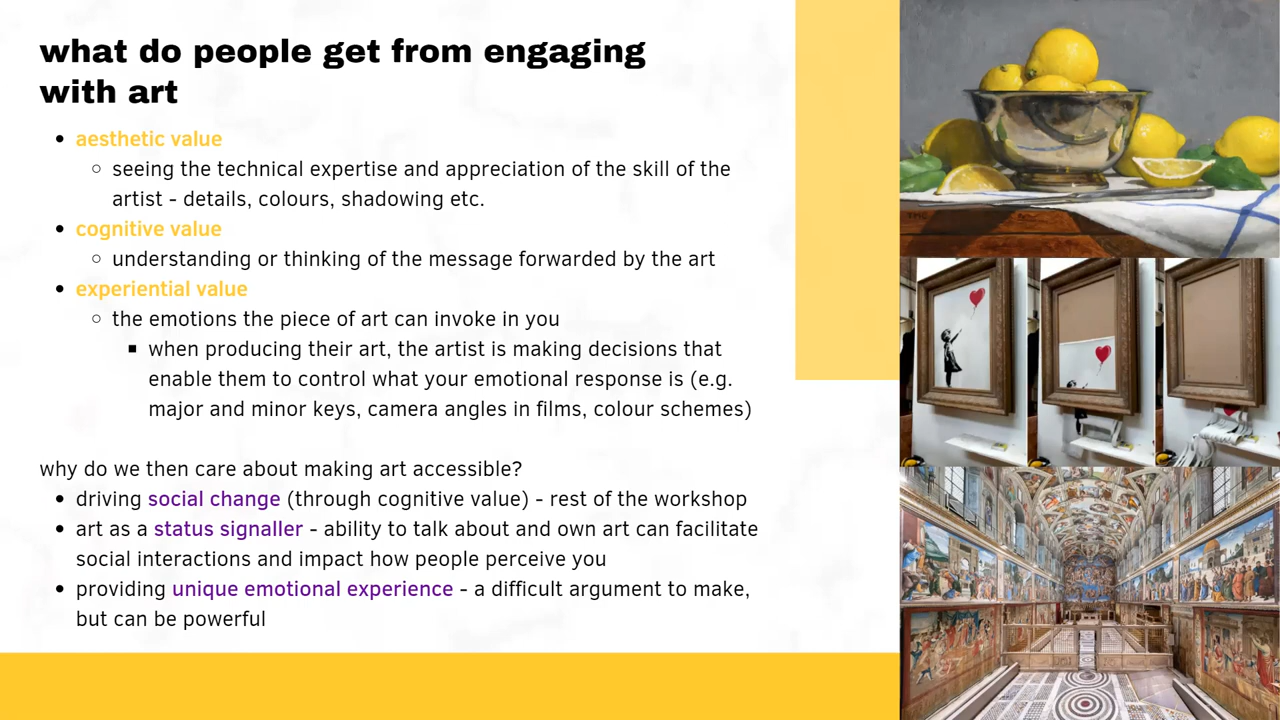 what do people get from engaging
with art
• aesthetic value
○ seeing the technical expertise and appreciation of the skill of the
artist - details, colours, shadowing etc.
• cognitive value
○ understanding or thinking of the message forwarded by the art
• experiential value
○ the emotions the piece of art can invoke in you
▪ when producing their art, the artist is making decisions that
enable them to control what your emotional response is (e.g.
major and minor keys, camera angles in films, colour schemes)
why do we then care about making art accessible?
• driving social change (through cognitive value) - rest of the workshop
• art as a status signaller - ability to talk about and own art can facilitate
social interactions and impact how people perceive you
• providing unique emotional experience - a difficult argument to make,
but can be powerful